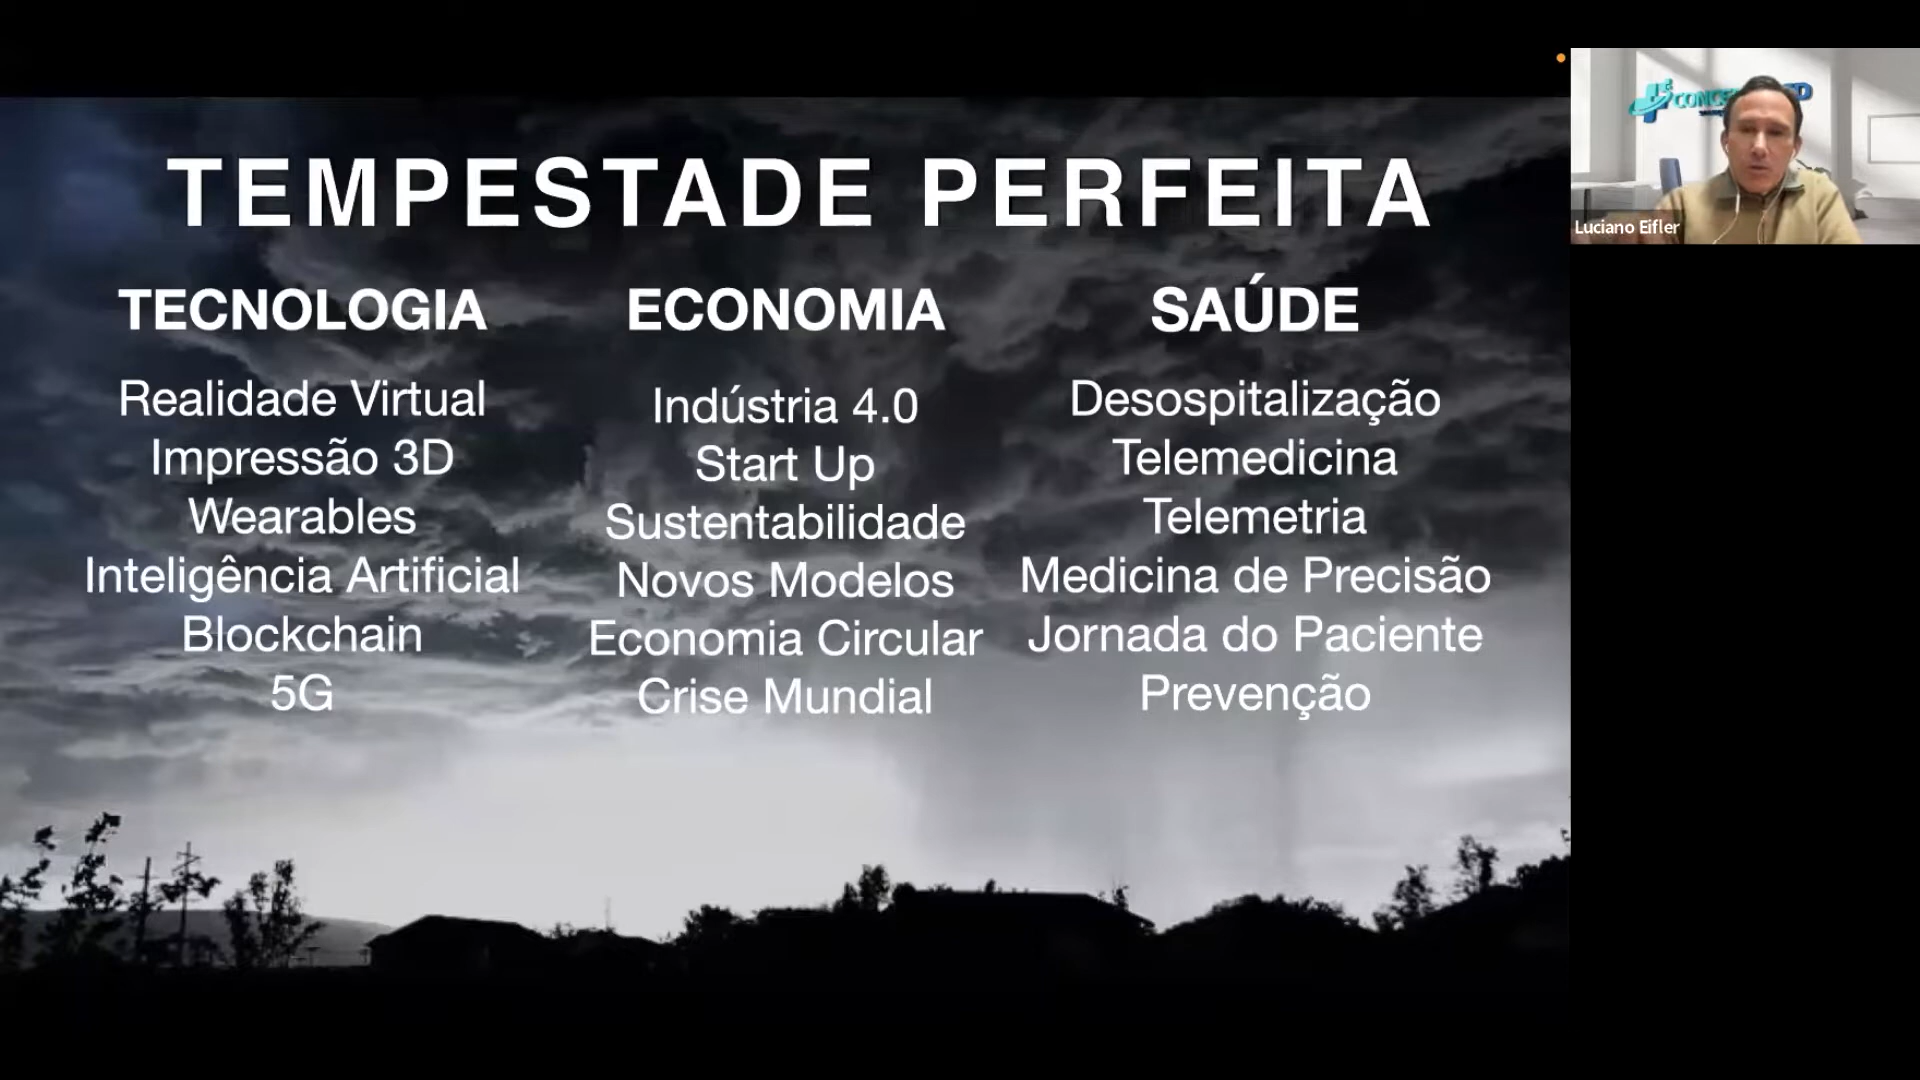 TEMPESTADE PERFEITA
TECNOLOGIA
Realidade Virtual
Impressão 3D
Wearables
Inteligência Artificial
Blockchain
5G
ECONOMIA
Indústria 4.0
Start Up
Sustentabilidade
Novos Modelos
Economia Circular
Crise Mundial
SAÚDE
Desospitalização
Telemedicina
Telemetria
Medicina de Precisão
Jornada do Paciente
Prevenção
Luciano Eifler